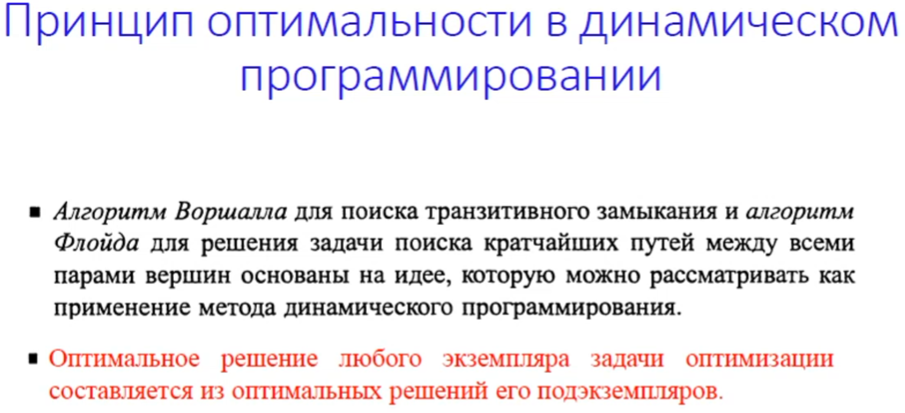 Принцип оптимальности в динамическом
программировании
▪ Алгоритм Воршалла для поиска транзитивного замыкания и алгоритм
Флойда для решения задачи поиска кратчайших путей между всеми
парами вершин основаны на идее, которую можно рассматривать как
применение метода динамического программирования.
▪ Оптимальное решение любого экземпляра задачи оптимизации
составляется из оптимальных решений его подэкземпляров.